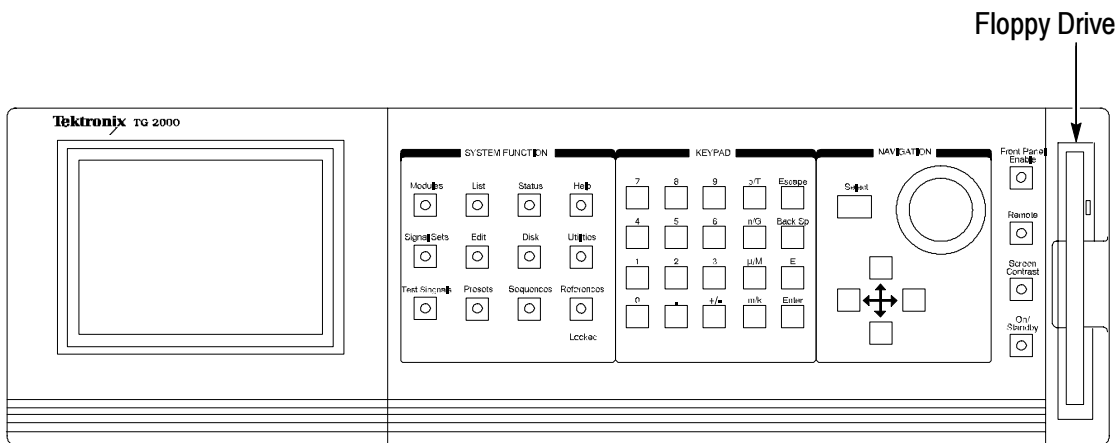 Floppy Drive
Tektronix TG 2000
SYSTEM FUNCTION
KEYPAD
NAVIGATION
Modules List Status Help
Signal Sets Edit Disk Utilities
Test Singnals Presets Sequences References
Locked
7 8 9 p/T Escape
4 5 6 n/G Back Sp
1 2 3 µ/M E
0 . +/- m/k Enter
Select
Front Panel
Enable
Remote
Screen
Contrast
On/
Standby